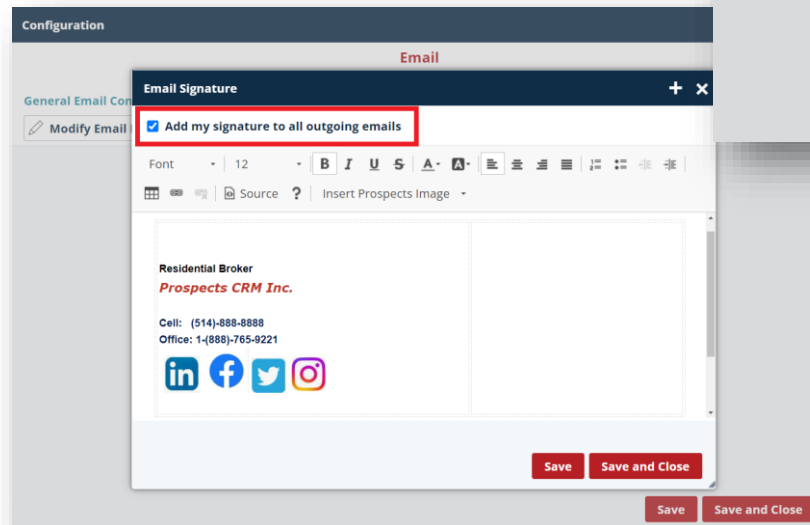 Configuration
Email
General Email Con
Modify Email
Email Signature
Add my signature to all outgoing emails
Font 12 B I U S A A
Source ? Insert Prospects Image
Residential Broker
Prospects CRM Inc.
Cell: (514)-888-8888
Office: 1-(888)-765-9221
in
Save Save and Close
Save Save and Close